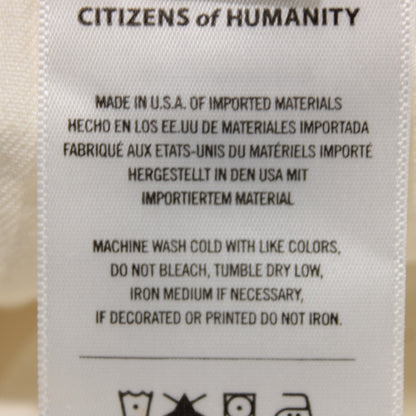 CITIZENS of HUMANITY
MADE IN U.S.A. OF IMPORTED MATERIALS
HECHO EN LOS EE.UU DE MATERIALES IMPORTADA
FABRIQUÉ AUX ETATS-UNIS DU MATÉRIELS IMPORTÉ
HERGESTELLT IN DEN USA MIT
IMPORTIERTEM MATERIAL
MACHINE WASH COLD WITH LIKE COLORS,
DO NOT BLEACH, TUMBLE DRY LOW,
IRON MEDIUM IF NECESSARY,
IF DECORATED OR PRINTED DO NOT IRON.